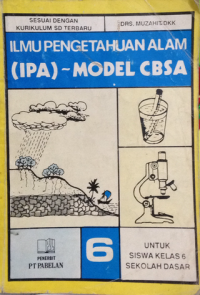 SESUAI DENGAN
KURIKULUM SD TERBARU
DRS. MUZAHIT. DKK
ILMU PENGETAHUAN ALAM
(IPA) ~ MODEL CBSA
PENERBIT
PT PABELAN
6
UNTUK
SISWA KELAS 6
SEKOLAH DASAR